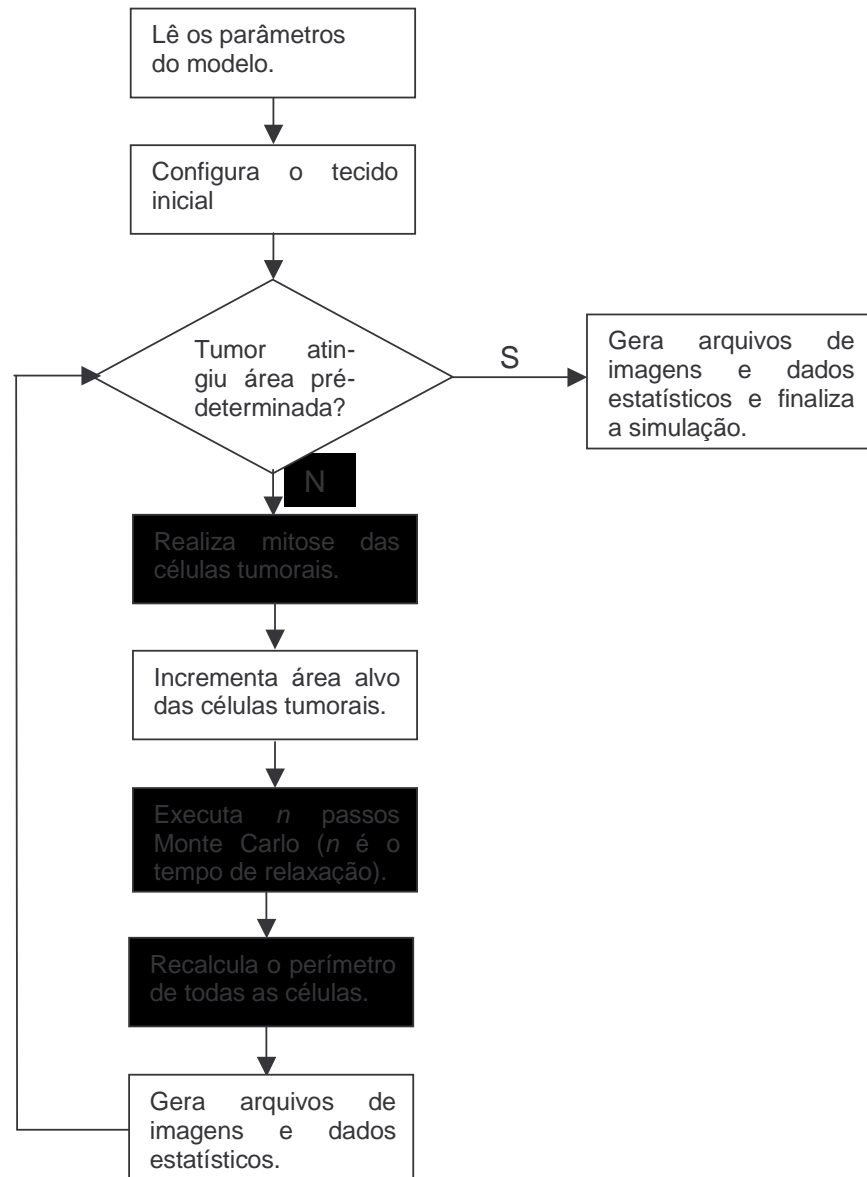 Lê os parâmetros
do modelo.
Configura o tecido
inicial
Tumor atin-
giu área pré-
determinada?
S
Gera arquivos de
imagens e dados
estatísticos e finaliza
a simulação.
N
Realiza mitose das
células tumorais.
Incrementa área alvo
das células tumorais.
Executa n passos
Monte Carlo (n é o
tempo de relaxação).
Recalcula o perímetro
de todas as células.
Gera arquivos de
imagens e dados
estatísticos.